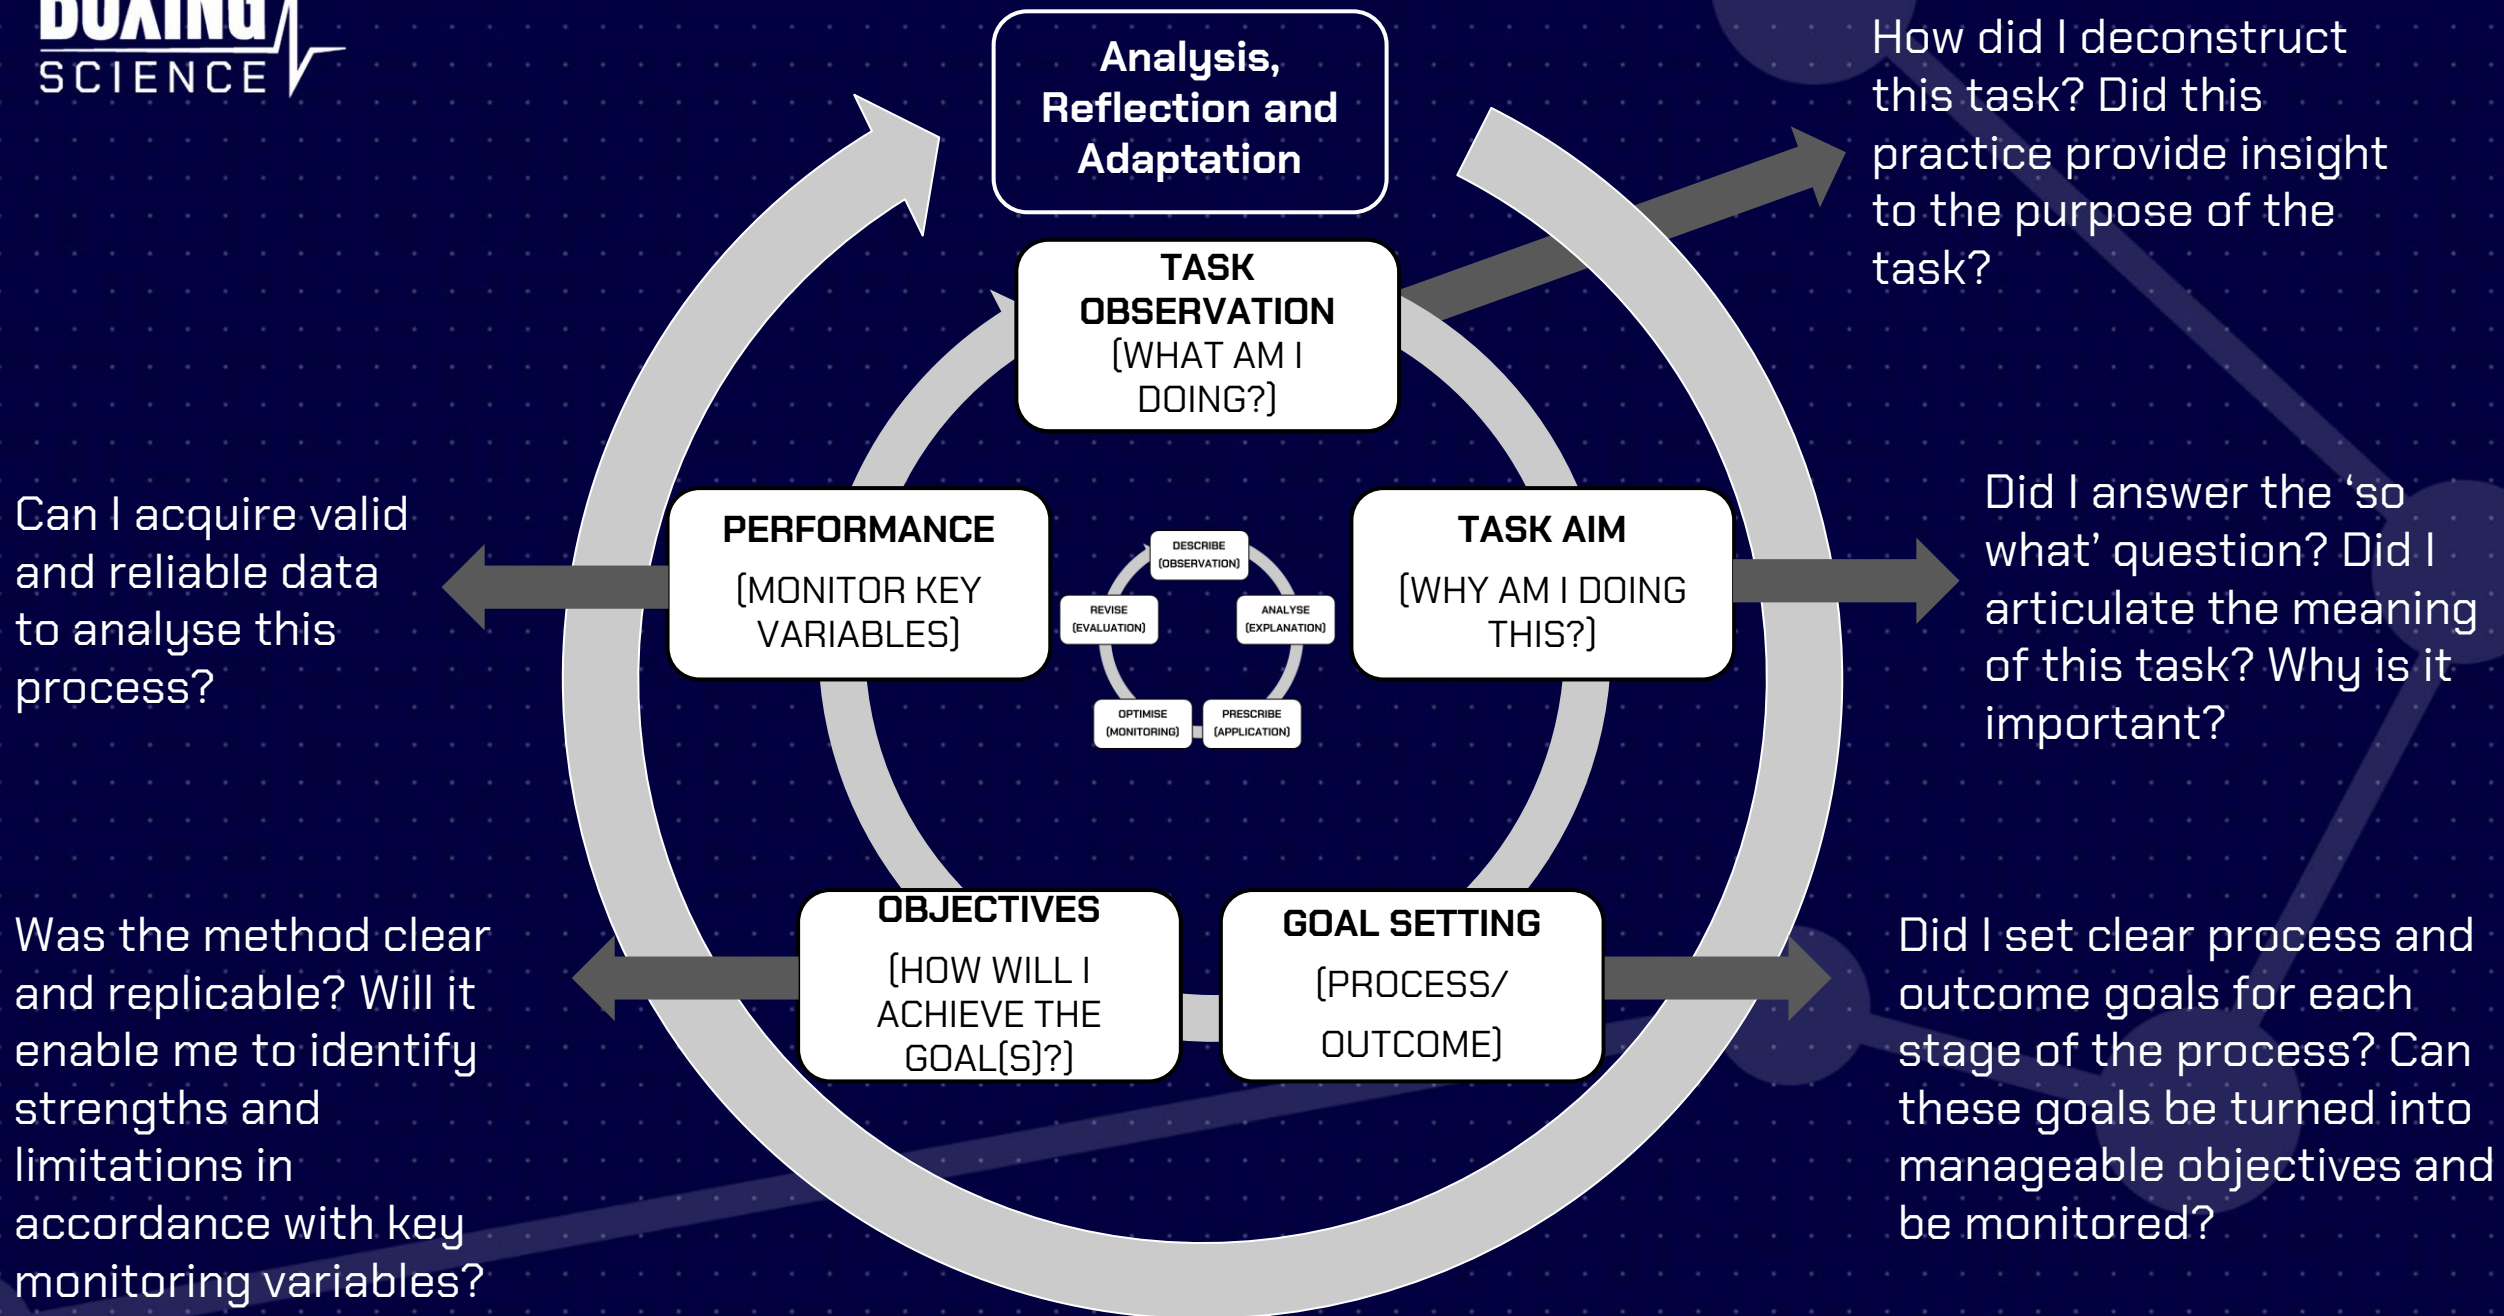 BOXING
SCIENCE
Analysis,
Reflection and
Adaptation
How did I deconstruct
this task? Did this
practice provide insight
to the purpose of the
task?
TASK
OBSERVATION
(WHAT AM I
DOING?)
Can I acquire valid
and reliable data
to analyse this
process?
PERFORMANCE
(MONITOR KEY
VARIABLES)
DESCRIBE
(OBSERVATION)
REVISE
(EVALUATION)
ANALYSE
(EXPLANATION)
OPTIMISE
(MONITORING)
PRESCRIBE
(APPLICATION)
TASK AIM
(WHY AM I DOING
THIS?)
Did I answer the ‘so
what’ question? Did I
articulate the meaning
of this task? Why is it
important?
Was the method clear
and replicable? Will it
enable me to identify
strengths and
limitations in
accordance with key
monitoring variables?
OBJECTIVES
(HOW WILL I
ACHIEVE THE
GOAL(S)?)
GOAL SETTING
(PROCESS/
OUTCOME)
Did I set clear process and
outcome goals for each
stage of the process? Can
these goals be turned into
manageable objectives and
be monitored?